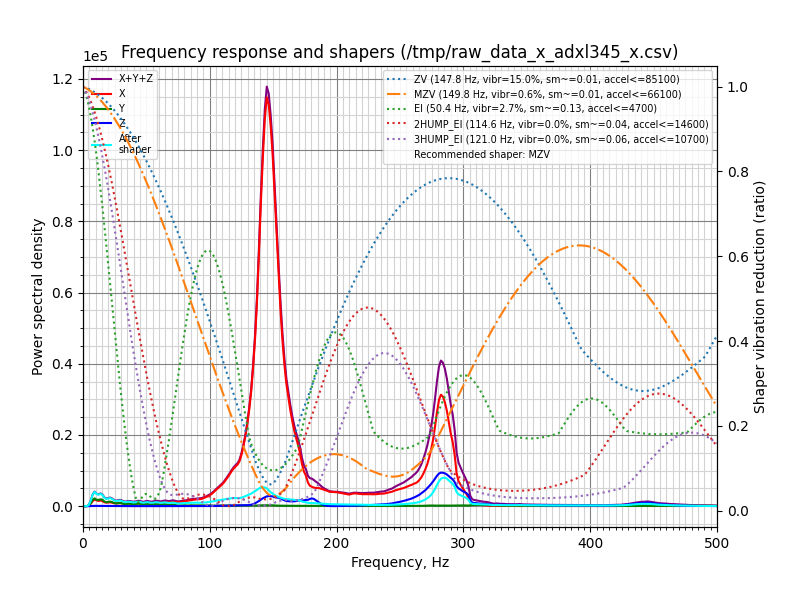 Frequency response and shapers (/tmp/raw_data_x_adxl345_x.csv)
1e5
X+Y+Z
X
Y
Z
After
shaper
ZV (147.8 Hz, vibr=15.0%, sm~=0.01, accel<=85100)
MZV (149.8 Hz, vibr=0.6%, sm~=0.01, accel<=66100)
EI (50.4 Hz, vibr=2.7%, sm~=0.13, accel<=4700)
2HUMP_EI (114.6 Hz, vibr=0.0%, sm~=0.04, accel<=14600)
3HUMP_EI (121.0 Hz, vibr=0.0%, sm~=0.06, accel<=10700)
Recommended shaper: MZV
Power spectral density
1.2
1.0
0.8
0.6
0.4
0.2
0.0
1.0
0.8
0.6
0.4
0.2
0.0
Shaper vibration reduction (ratio)
0 100 200 300 400 500
Frequency, Hz